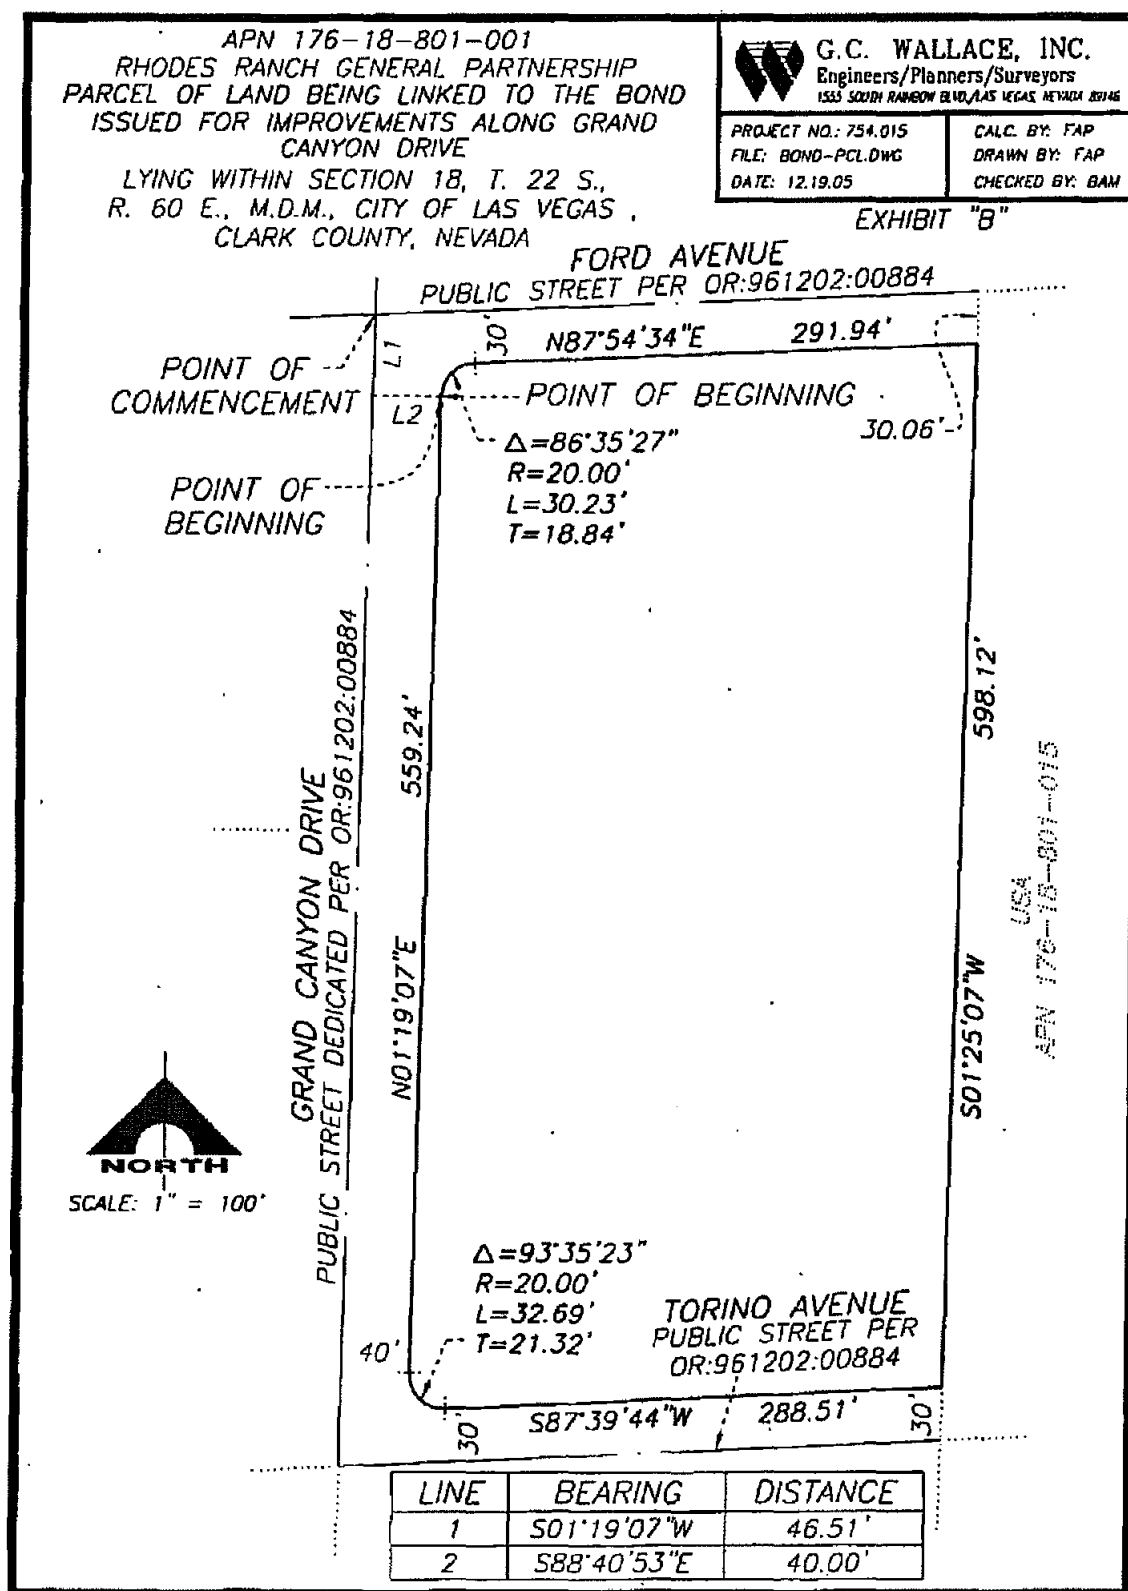 APN 176-18-801-001
RHODES RANCH GENERAL PARTNERSHIP
PARCEL OF LAND BEING LINKED TO THE BOND
ISSUED FOR IMPROVEMENTS ALONG GRAND
CANYON DRIVE
LYING WITHIN SECTION 18, T. 22 S.,
R. 60 E., M.D.M., CITY OF LAS VEGAS ,
CLARK COUNTY, NEVADA
G.C. WALLACE, INC.
Engineers/Planners/Surveyors
1555 SOUTH RAINBOW BLVD./LAS VEGAS, NEVADA 89146
PROJECT NO.: 754.015
FILE: BOND-PCL.DWG
DATE: 12.19.05
CALC. BY: FAP
DRAWN BY: FAP
CHECKED BY: BAM
EXHIBIT "B"
FORD AVENUE
PUBLIC STREET PER OR:961202:00884
30'
N87°54'34"E 291.94'
L1
POINT OF
COMMENCEMENT
L2
POINT OF BEGINNING
30.06'
Δ=86°35'27"
R=20.00'
L=30.23'
T=18.84'
POINT OF
BEGINNING
559.24'
N01°19'07"E
598.12'
S01°25'07"W
USA
APN 176-18-801-015
GRAND CANYON DRIVE
PUBLIC STREET DEDICATED PER OR:961202:00884
NORTH
SCALE: 1" = 100'
Δ=93°35'23"
R=20.00'
L=32.69'
T=21.32'
40'
TORINO AVENUE
PUBLIC STREET PER
OR:961202:00884
30'
S87°39'44"W 288.51'
30'
LINE BEARING DISTANCE
1 S01°19'07"W 46.51'
2 S88°40'53"E 40.00'